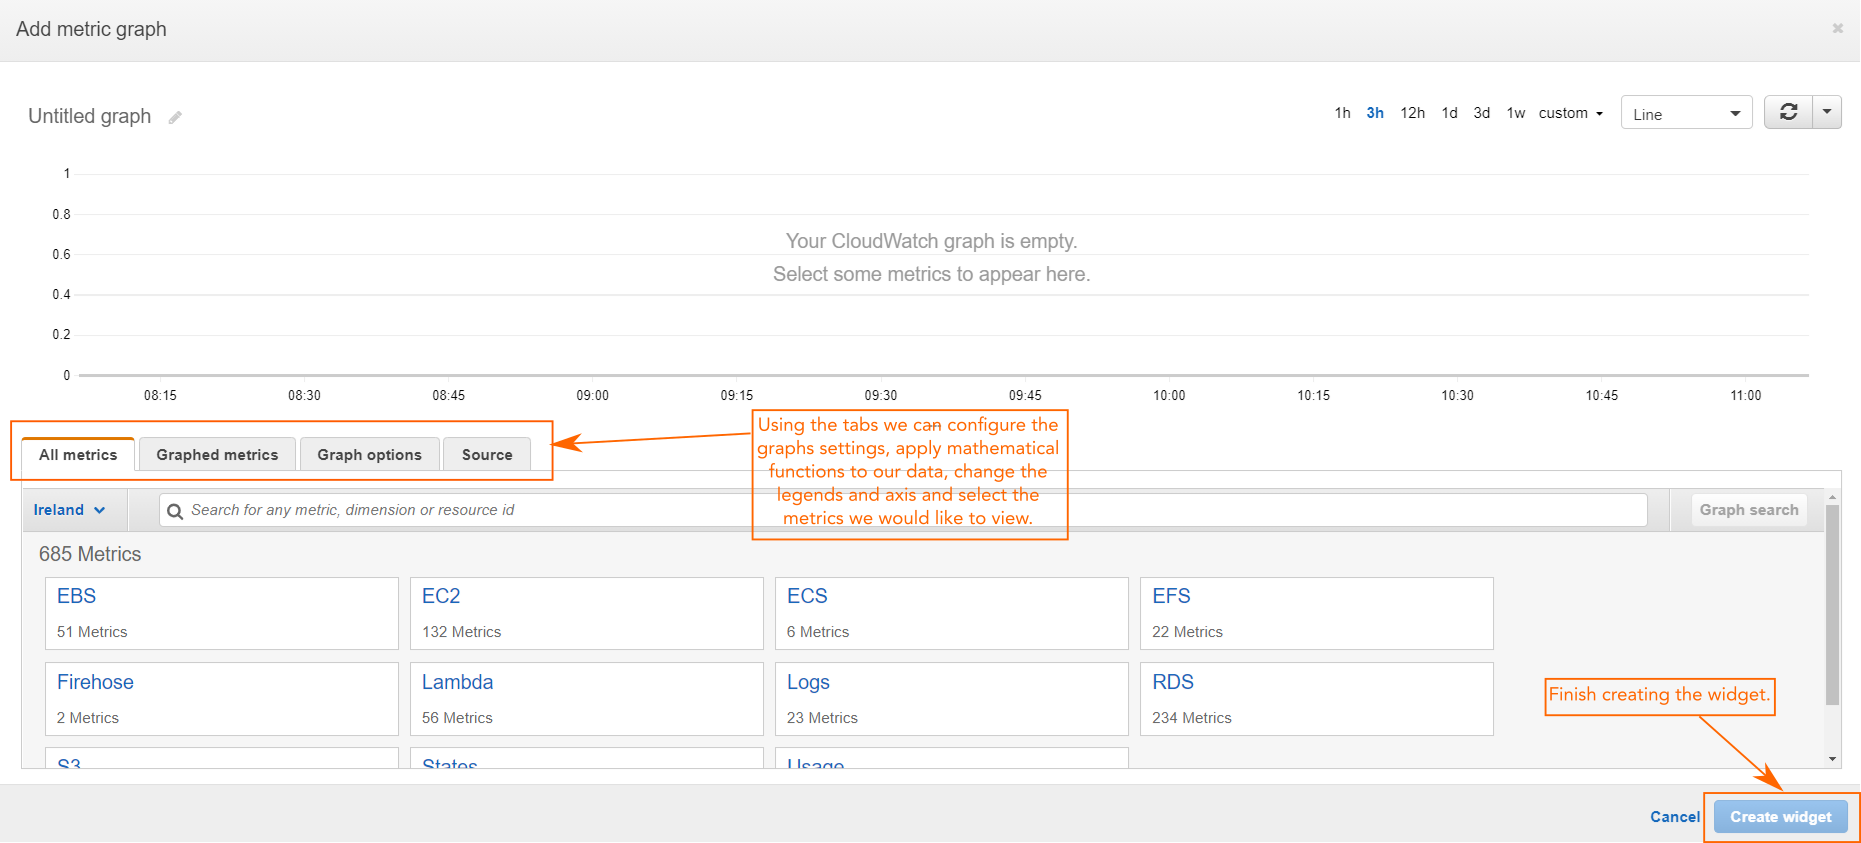 Add metric graph
Untitled graph
1h 3h 12h 1d 3d 1w custom Line
1
0.8
Your CloudWatch graph is empty.
0.6
Select some metrics to appear here.
0.4
0.2
0
08:15 08:30 08:45 09:00 09:15 09:30 09:45 10:00 10:15 10:30 10:45 11:00
Using the tabs we can configure the
graphs settings, apply mathematical
functions to our data, change the
legends and axis and select the
metrics we would like to view.
All metrics Graphed metrics Graph options Source
Ireland Search for any metric, dimension or resource id Graph search
685 Metrics
EBS EC2 ECS EFS
51 Metrics 132 Metrics 6 Metrics 22 Metrics
Firehose Lambda Logs RDS
2 Metrics 56 Metrics 23 Metrics 234 Metrics
Finish creating the widget.
S3 States Usage
Cancel Create widget